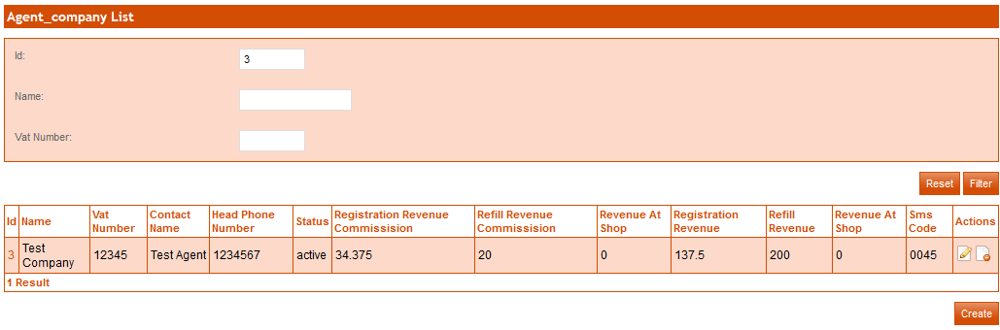 Agent_company List
Id: 3
Name:
Vat Number:
Reset Filter
Id Name Vat Number Contact Name Head Phone Number Status Registration Revenue Commissision Refill Revenue Commissision Revenue At Shop Registration Revenue Refill Revenue Revenue At Shop Sms Code Actions
3 Test Company 12345 Test Agent 1234567 active 34.375 20 0 137.5 200 0 0045
1 Result
Create